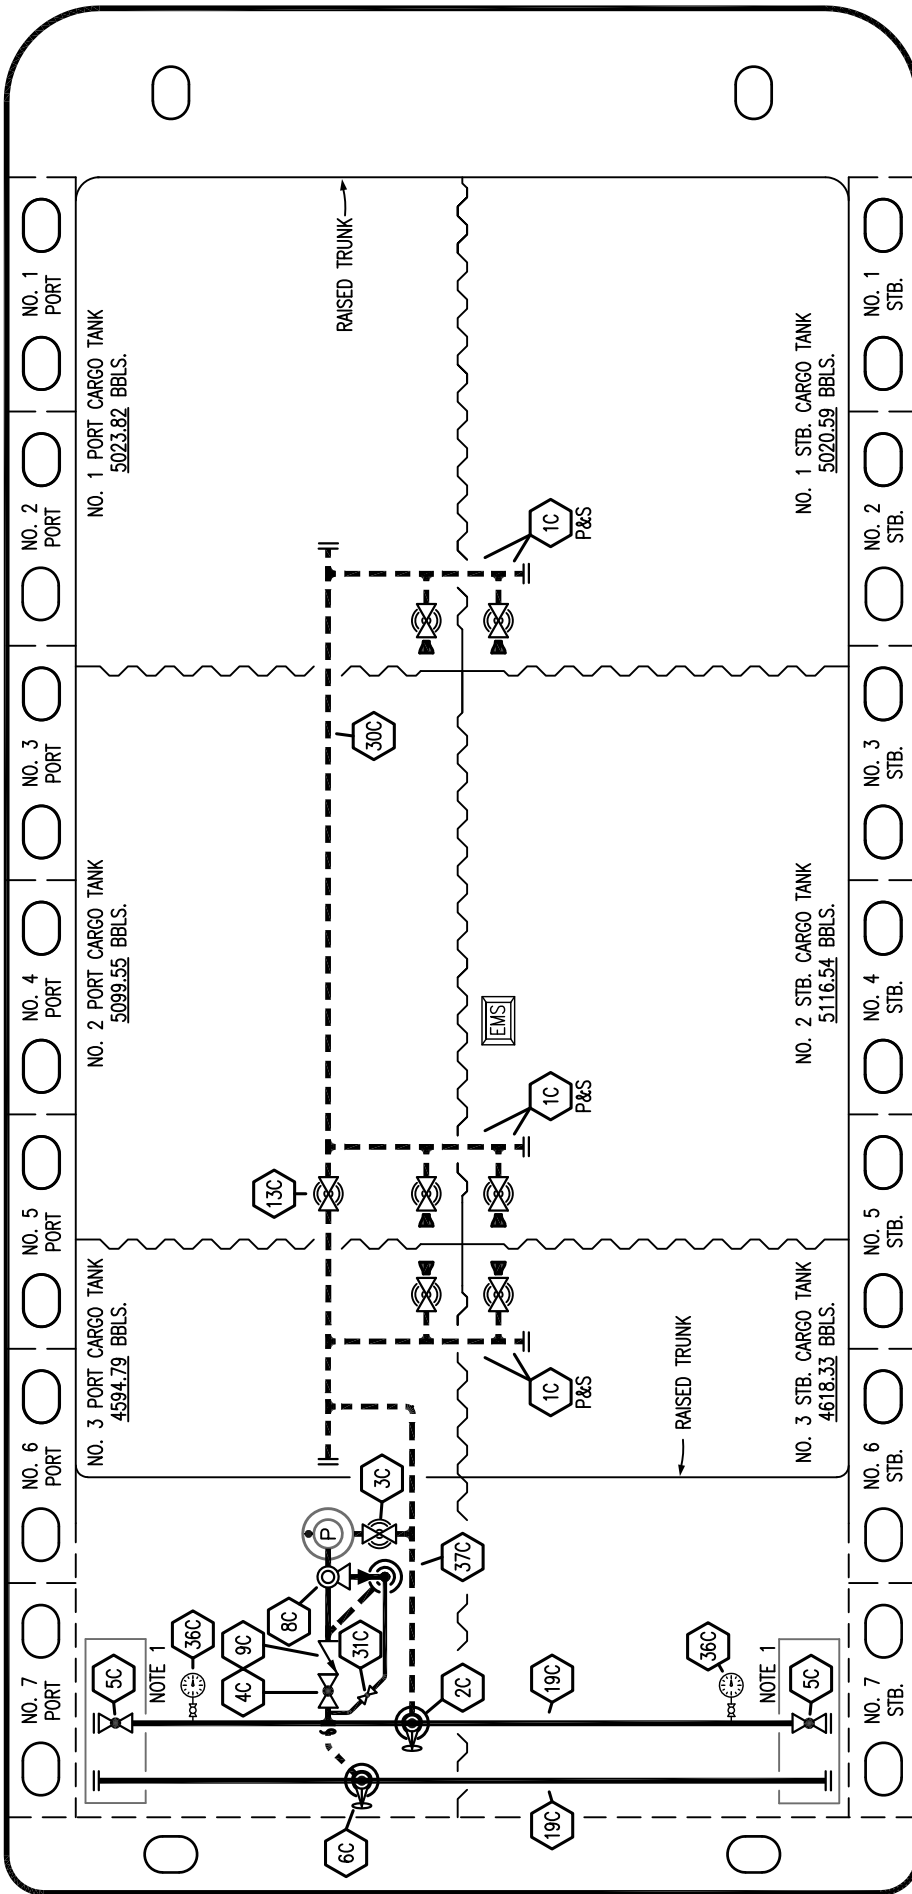 NO. 1
PORT
NO. 2
PORT
NO. 3
PORT
NO. 4
PORT
NO. 5
PORT
NO. 6
PORT
NO. 7
PORT
NO. 1 PORT CARGO TANK
5023.82 BBLS.
NO. 2 PORT CARGO TANK
5099.55 BBLS.
NO. 3 PORT CARGO TANK
4594.79 BBLS.
RAISED TRUNK
1C
P&S
30C
EMS
1C
P&S
13C
1C
P&S
RAISED TRUNK
3C
P
37C
8C
9C
31C
4C
2C
36C
NOTE 1
5C
19C
36C
NOTE 1
5C
6C
19C
NO. 1 STB. CARGO TANK
5020.59 BBLS.
NO. 2 STB. CARGO TANK
5116.54 BBLS.
NO. 3 STB. CARGO TANK
4618.33 BBLS.
NO. 1
STB.
NO. 2
STB.
NO. 3
STB.
NO. 4
STB.
NO. 5
STB.
NO. 6
STB.
NO. 7
STB.